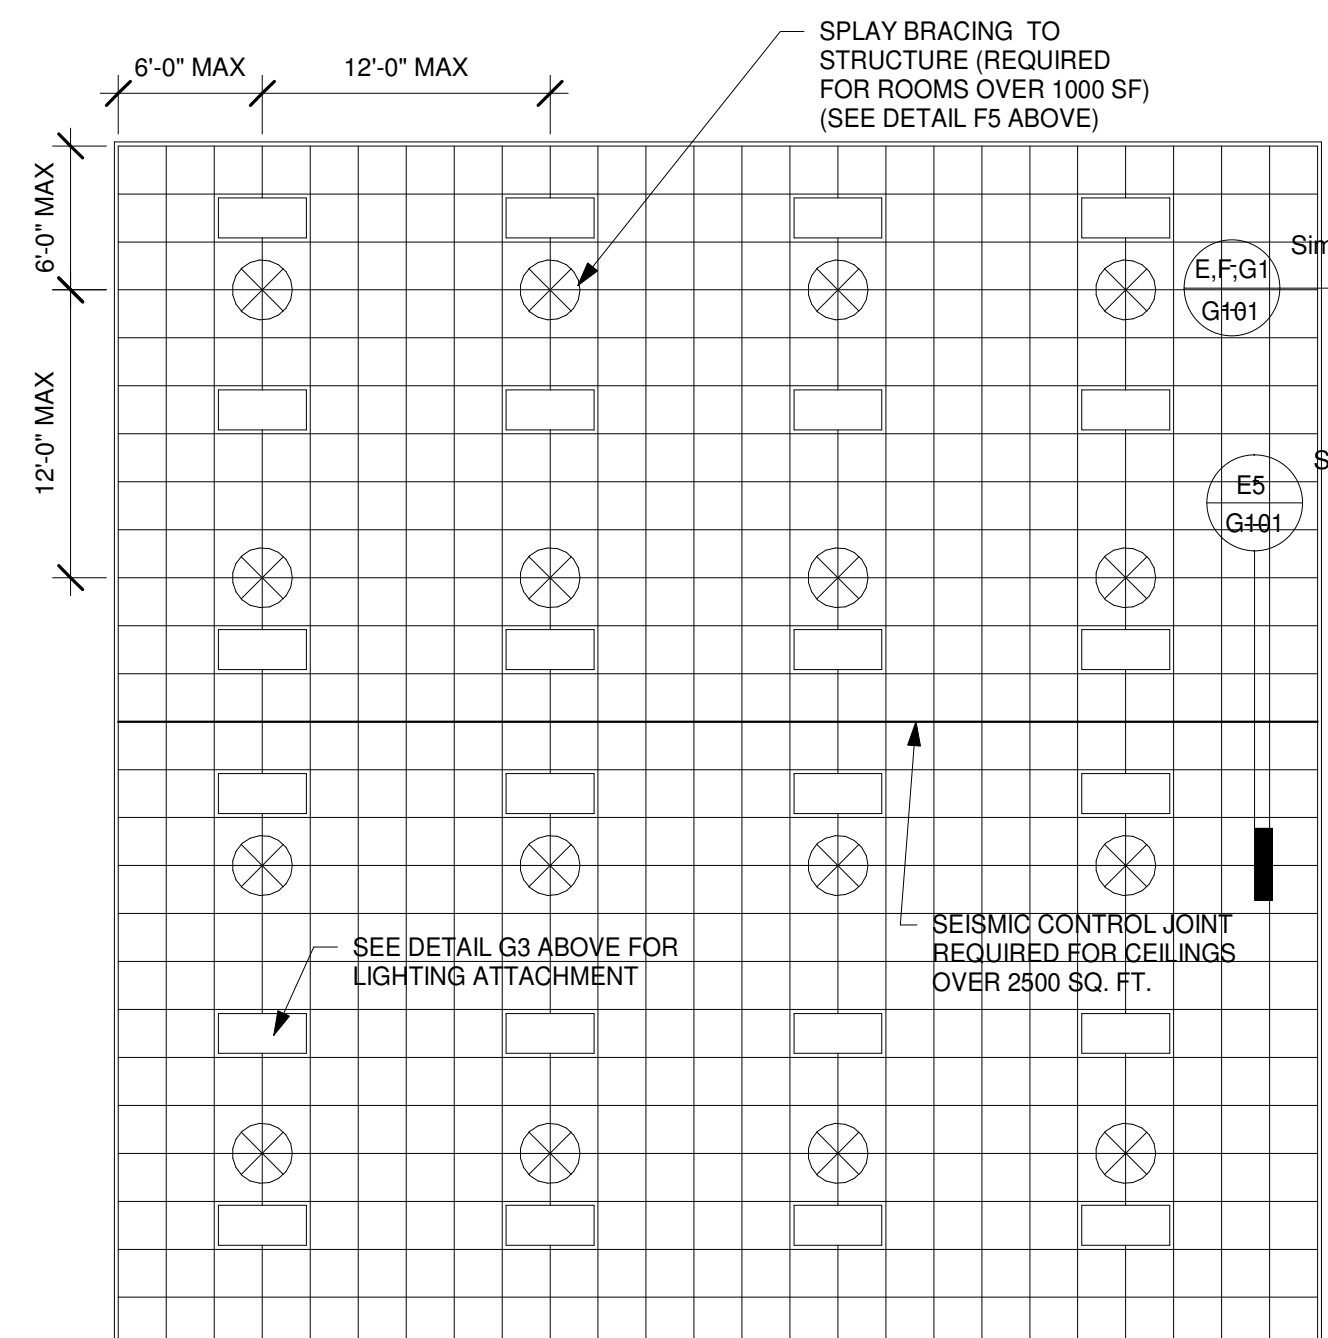 SPLAY BRACING TO
STRUCTURE (REQUIRED
FOR ROOMS OVER 1000 SF)
(SEE DETAIL F5 ABOVE)
6'-0" MAX
12'-0" MAX
6'-0" MAX
12'-0" MAX
E,F,G1
G101
E5
G101
SEISMIC CONTROL JOINT
REQUIRED FOR CEILINGS
OVER 2500 SQ. FT.
SEE DETAIL G3 ABOVE FOR
LIGHTING ATTACHMENT